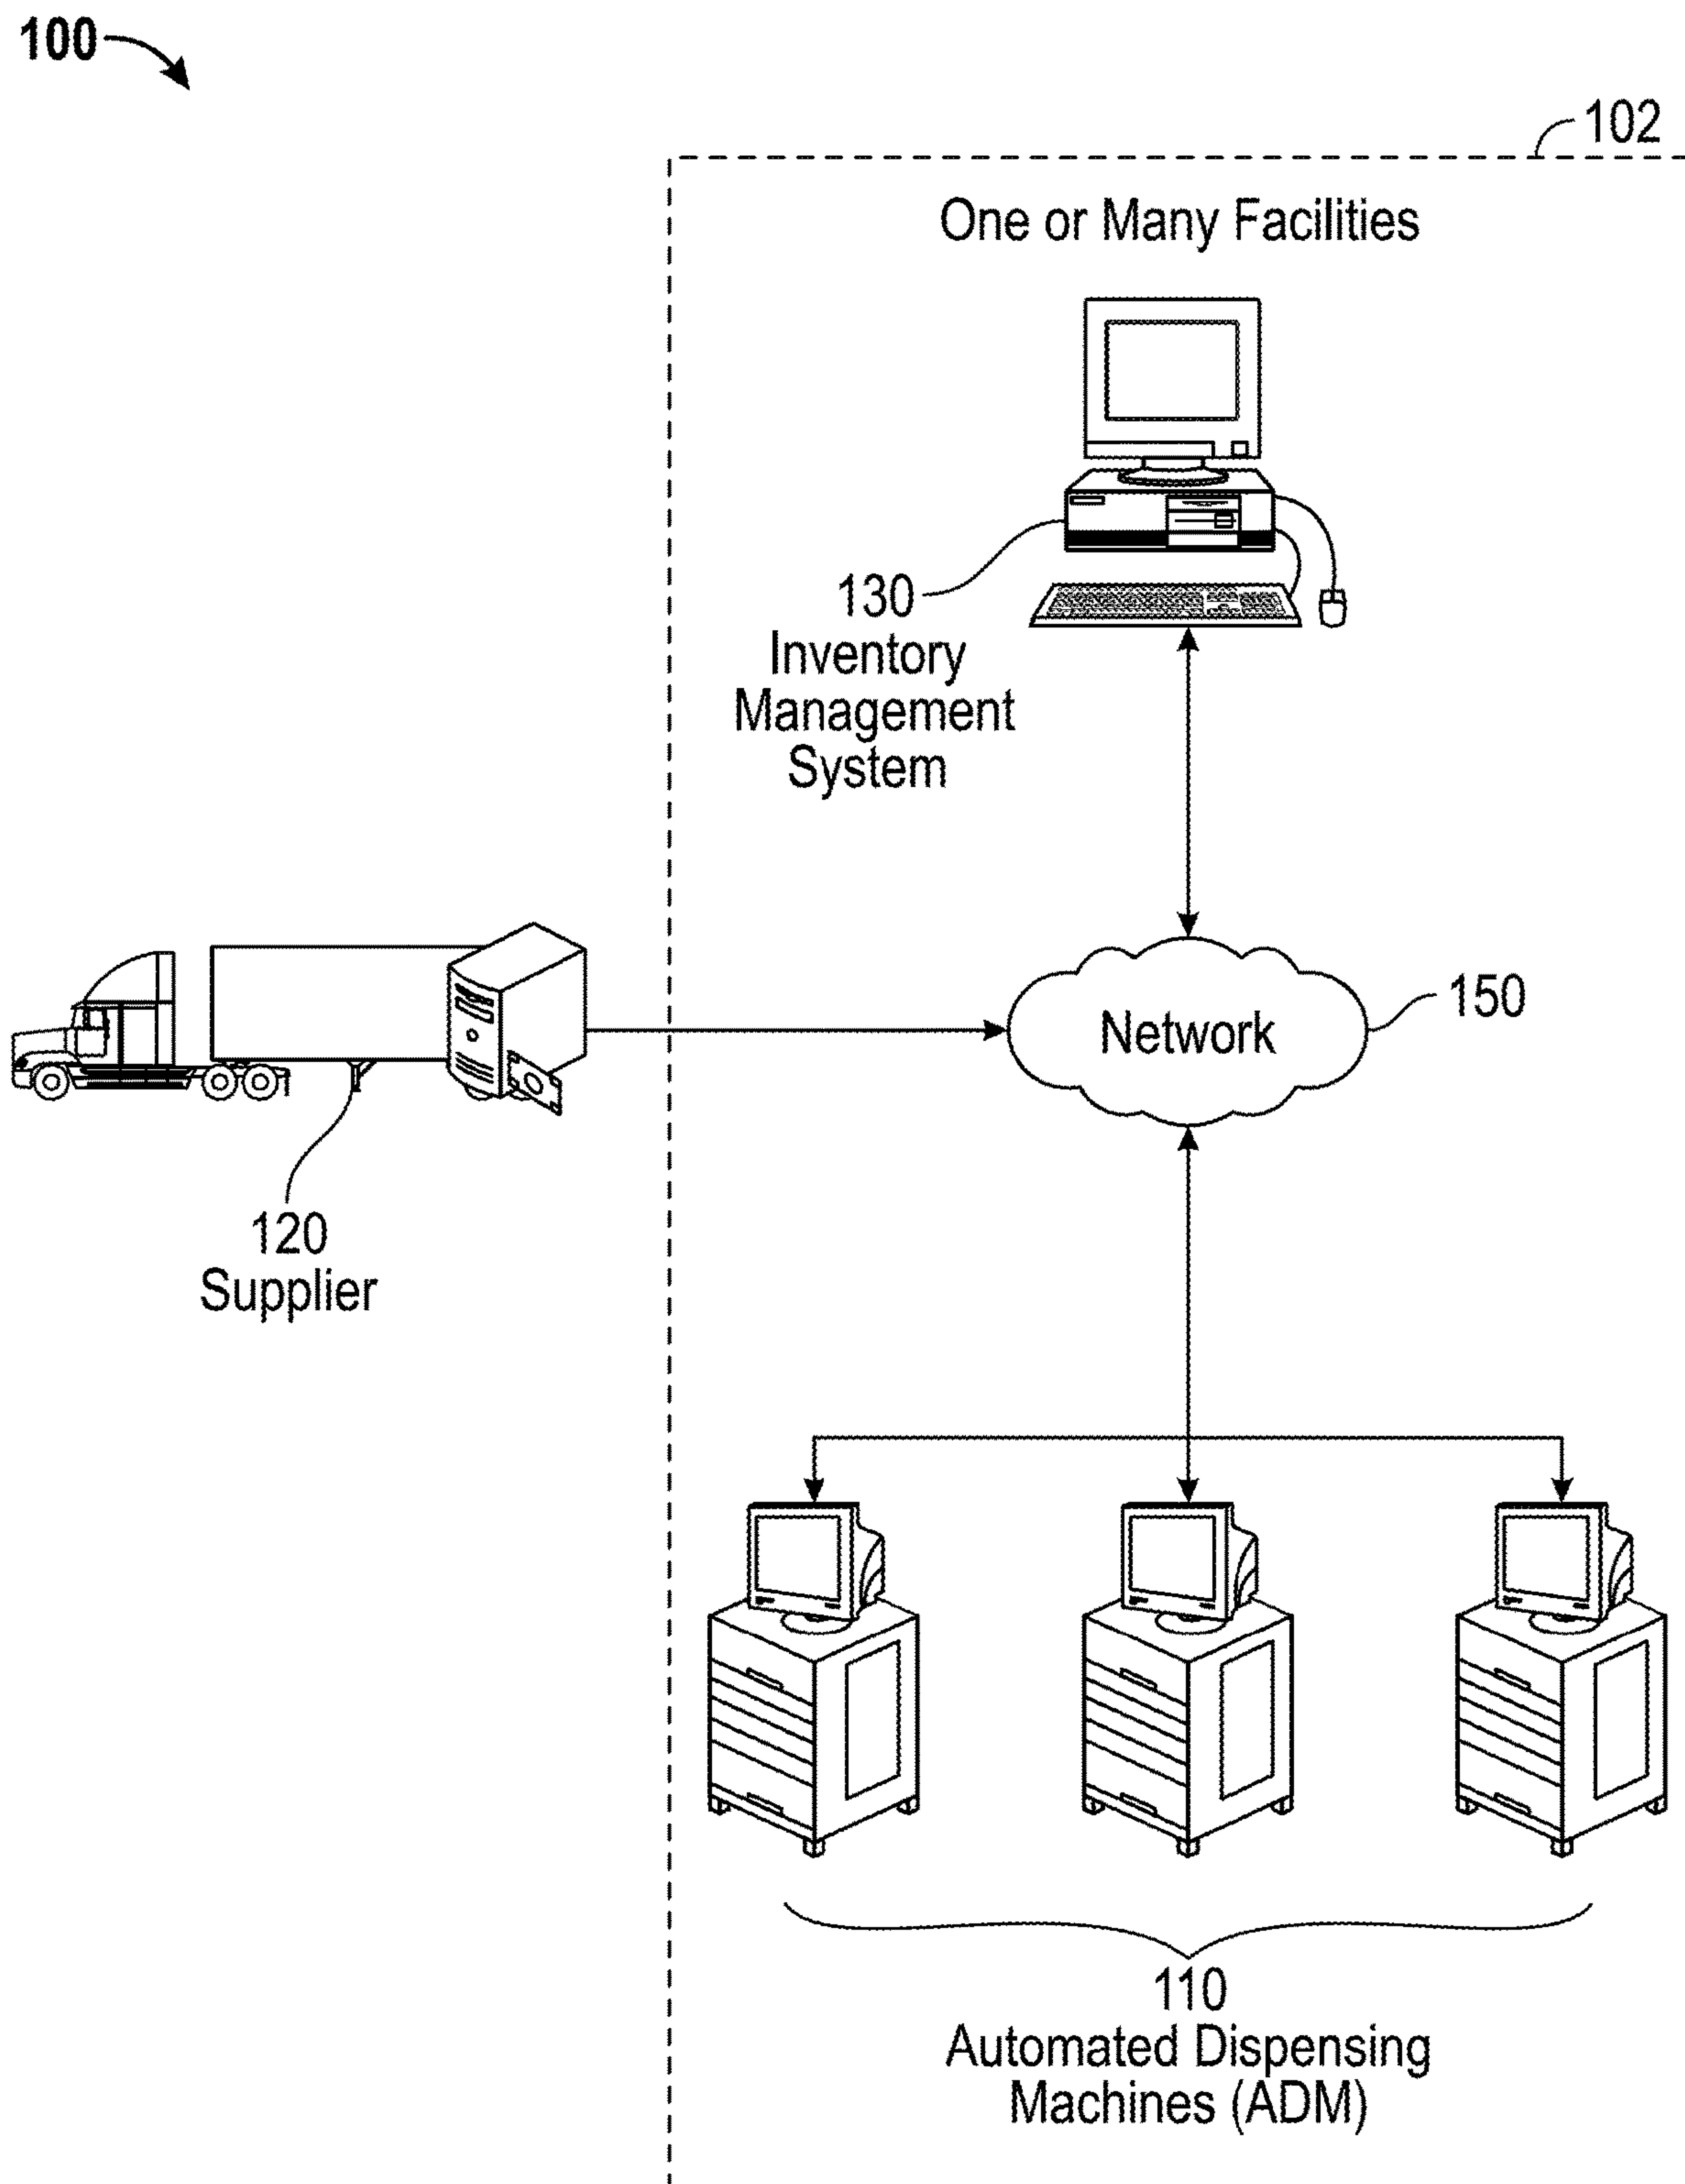 100
102
One or Many Facilities
130
Inventory
Management
System
Network
150
120
Supplier
110
Automated Dispensing
Machines (ADM)